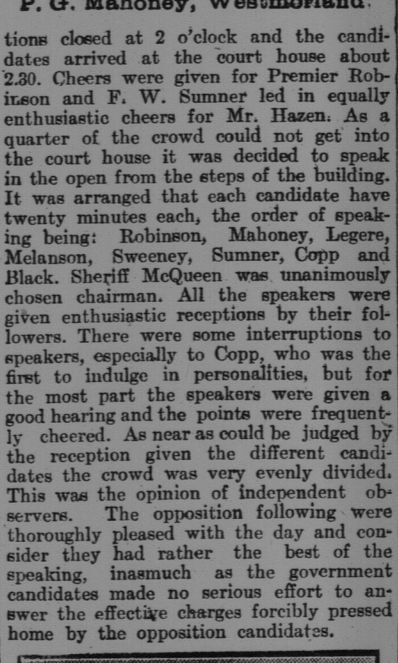 P. G. Mahoney, Westmorland.
tions closed at 2 o'clock and the candi-
dates arrived at the court house about
2.30. Cheers were given for Premier Rob-
inson and F. W. Sumner led in equally
enthusiastic cheers for Mr. Hazen. As a
quarter of the crowd could not get into
the court house it was decided to speak
in the open from the steps of the building.
It was arranged that each candidate have
twenty minutes each, the order of speak-
ing being: Robinson, Mahoney, Legere,
Melanson, Sweeney, Sumner, Copp and
Black. Sheriff McQueen was unanimously
chosen chairman. All the speakers were
given enthusiastic receptions by their fol-
lowers. There were some interruptions to
speakers, especially to Copp, who was the
first to indulge in personalities, but for
the most part the speakers were given a
good hearing and the points were frequent-
ly cheered. As near as could be judged by
the reception given the different candi-
dates the crowd was very evenly divided.
This was the opinion of independent ob-
servers. The opposition following were
thoroughly pleased with the day and con-
sider they had rather the best of the
speaking, inasmuch as the government
candidates made no serious effort to an-
swer the effective charges forcibly pressed
home by the opposition candidates.